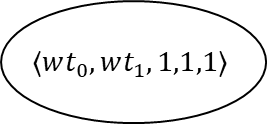 ⟨wt₀, wt₁, 1,1,1⟩